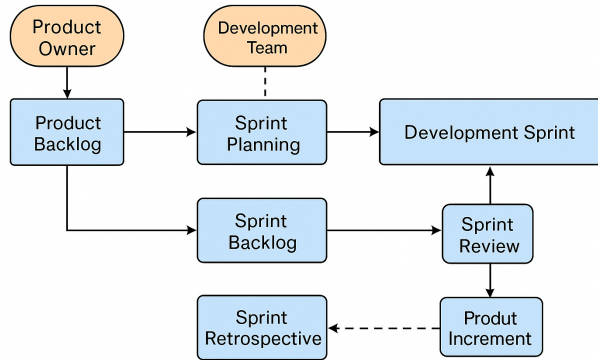 Product
Owner
Development
Team
Product
Backlog
Sprint
Planning
Development Sprint
Sprint
Backlog
Sprint
Review
Sprint
Retrospective
Produt
Increment